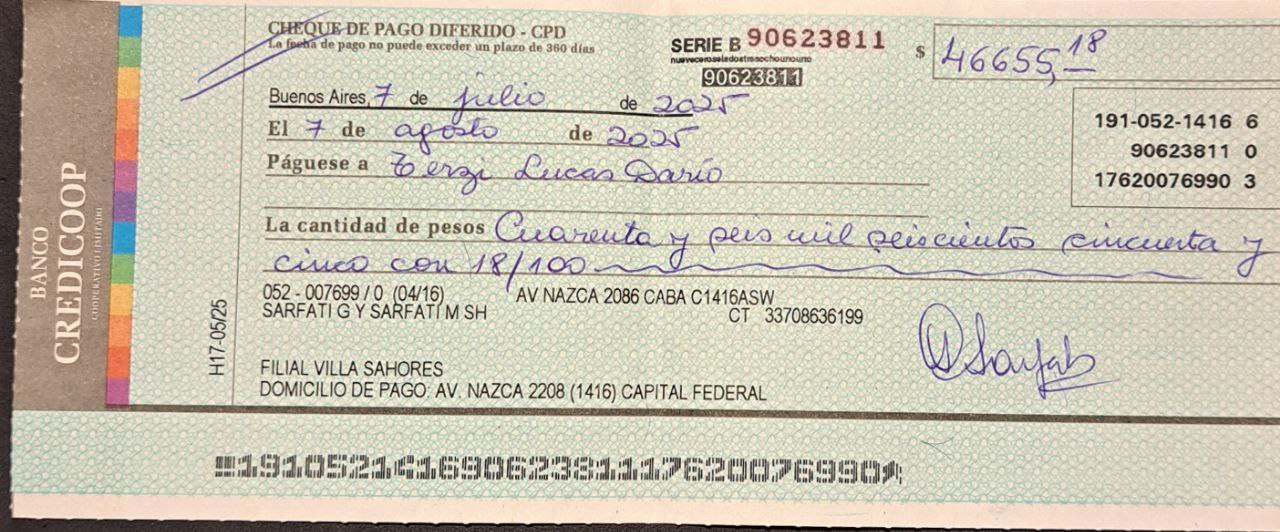 CHEQUE DE PAGO DIFERIDO - CPD
La fecha de pago no puede exceder un plazo de 360 días
SERIE B 90623811
nuevecroseisdostresochounouno
90623811
$ 46655,18
Buenos Aires, 7 de julio de 2025
El 7 de agosto de 2025
Páguese a Terzi Lucas Darío
191-052-1416 6
90623811 0
17620076990 3
La cantidad de pesos Cuarenta y seis mil seiscientos cincuenta y
cinco con 18/100
052 - 007699 / 0 (04/16)
AV NAZCA 2086 CABA C1416ASW
SARFATI G Y SARFATI M SH
CT 33708636199
FILIAL VILLA SAHORES
DOMICILIO DE PAGO: AV. NAZCA 2208 (1416) CAPITAL FEDERAL
H17-05/25
BANCO
CREDICOOP
COOPERATIVO LIMITADO
19105214169062381117620076990